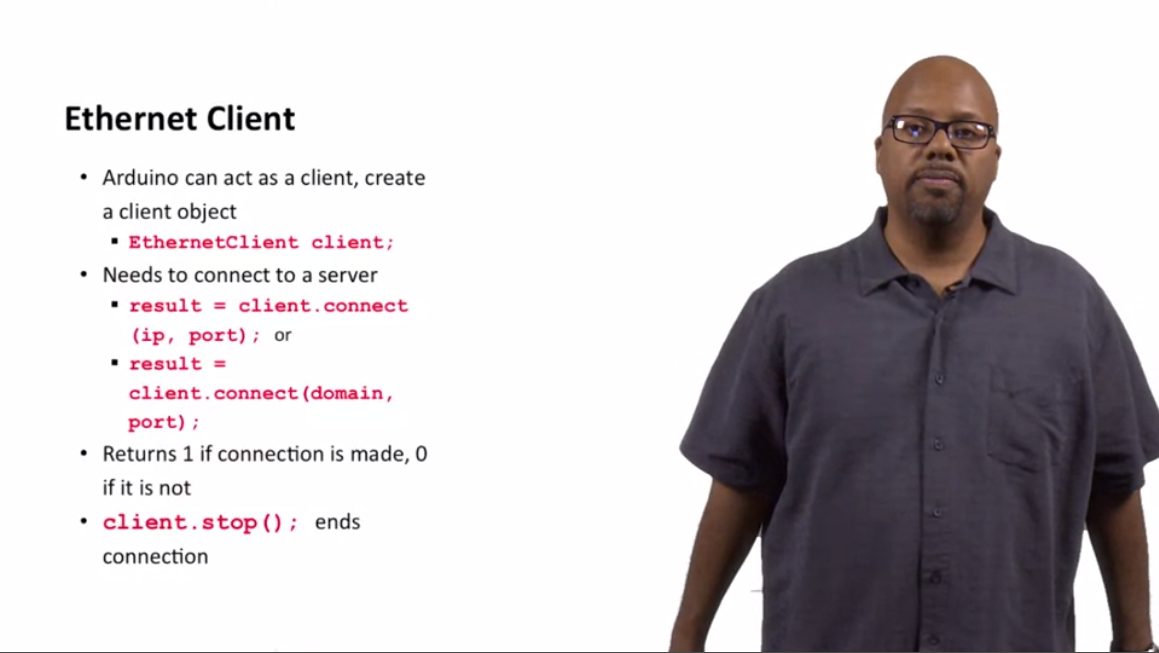 Ethernet Client
• Arduino can act as a client, create
a client object
▪ EthernetClient client;
• Needs to connect to a server
▪ result = client.connect
(ip, port); or
▪ result =
client.connect(domain,
port);
• Returns 1 if connection is made, 0
if it is not
• client.stop(); ends
connection